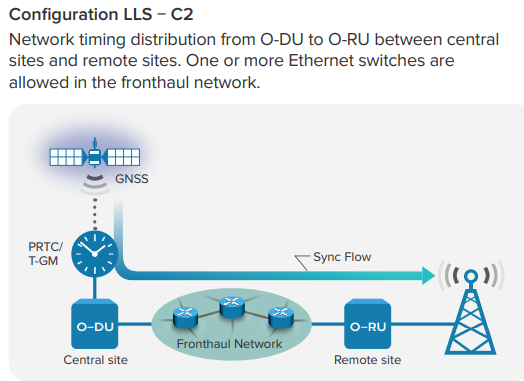 Configuration LLS – C2
Network timing distribution from O-DU to O-RU between central
sites and remote sites. One or more Ethernet switches are
allowed in the fronthaul network.
GNSS
PRTC/
T-GM
Sync Flow
O-DU
Fronthaul Network
O-RU
Central site
Remote site